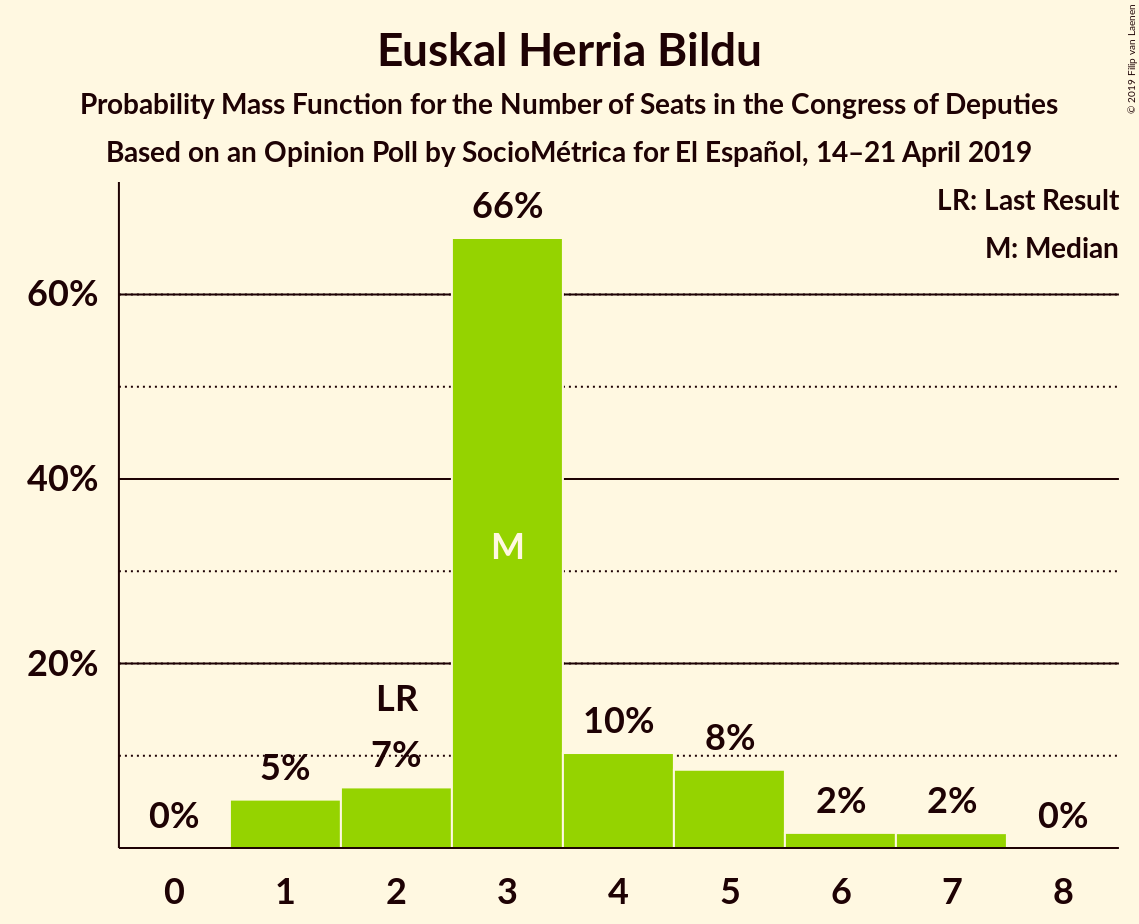 Euskal Herria Bildu
Probability Mass Function for the Number of Seats in the Congress of Deputies
Based on an Opinion Poll by SocioMétrica for El Español, 14–21 April 2019
© 2019 Filip van Laenen
LR: Last Result
M: Median
66%
60%
40%
M
20%
LR
10%
8%
7%
5%
2%
2%
0%
0%
0 1 2 3 4 5 6 7 8